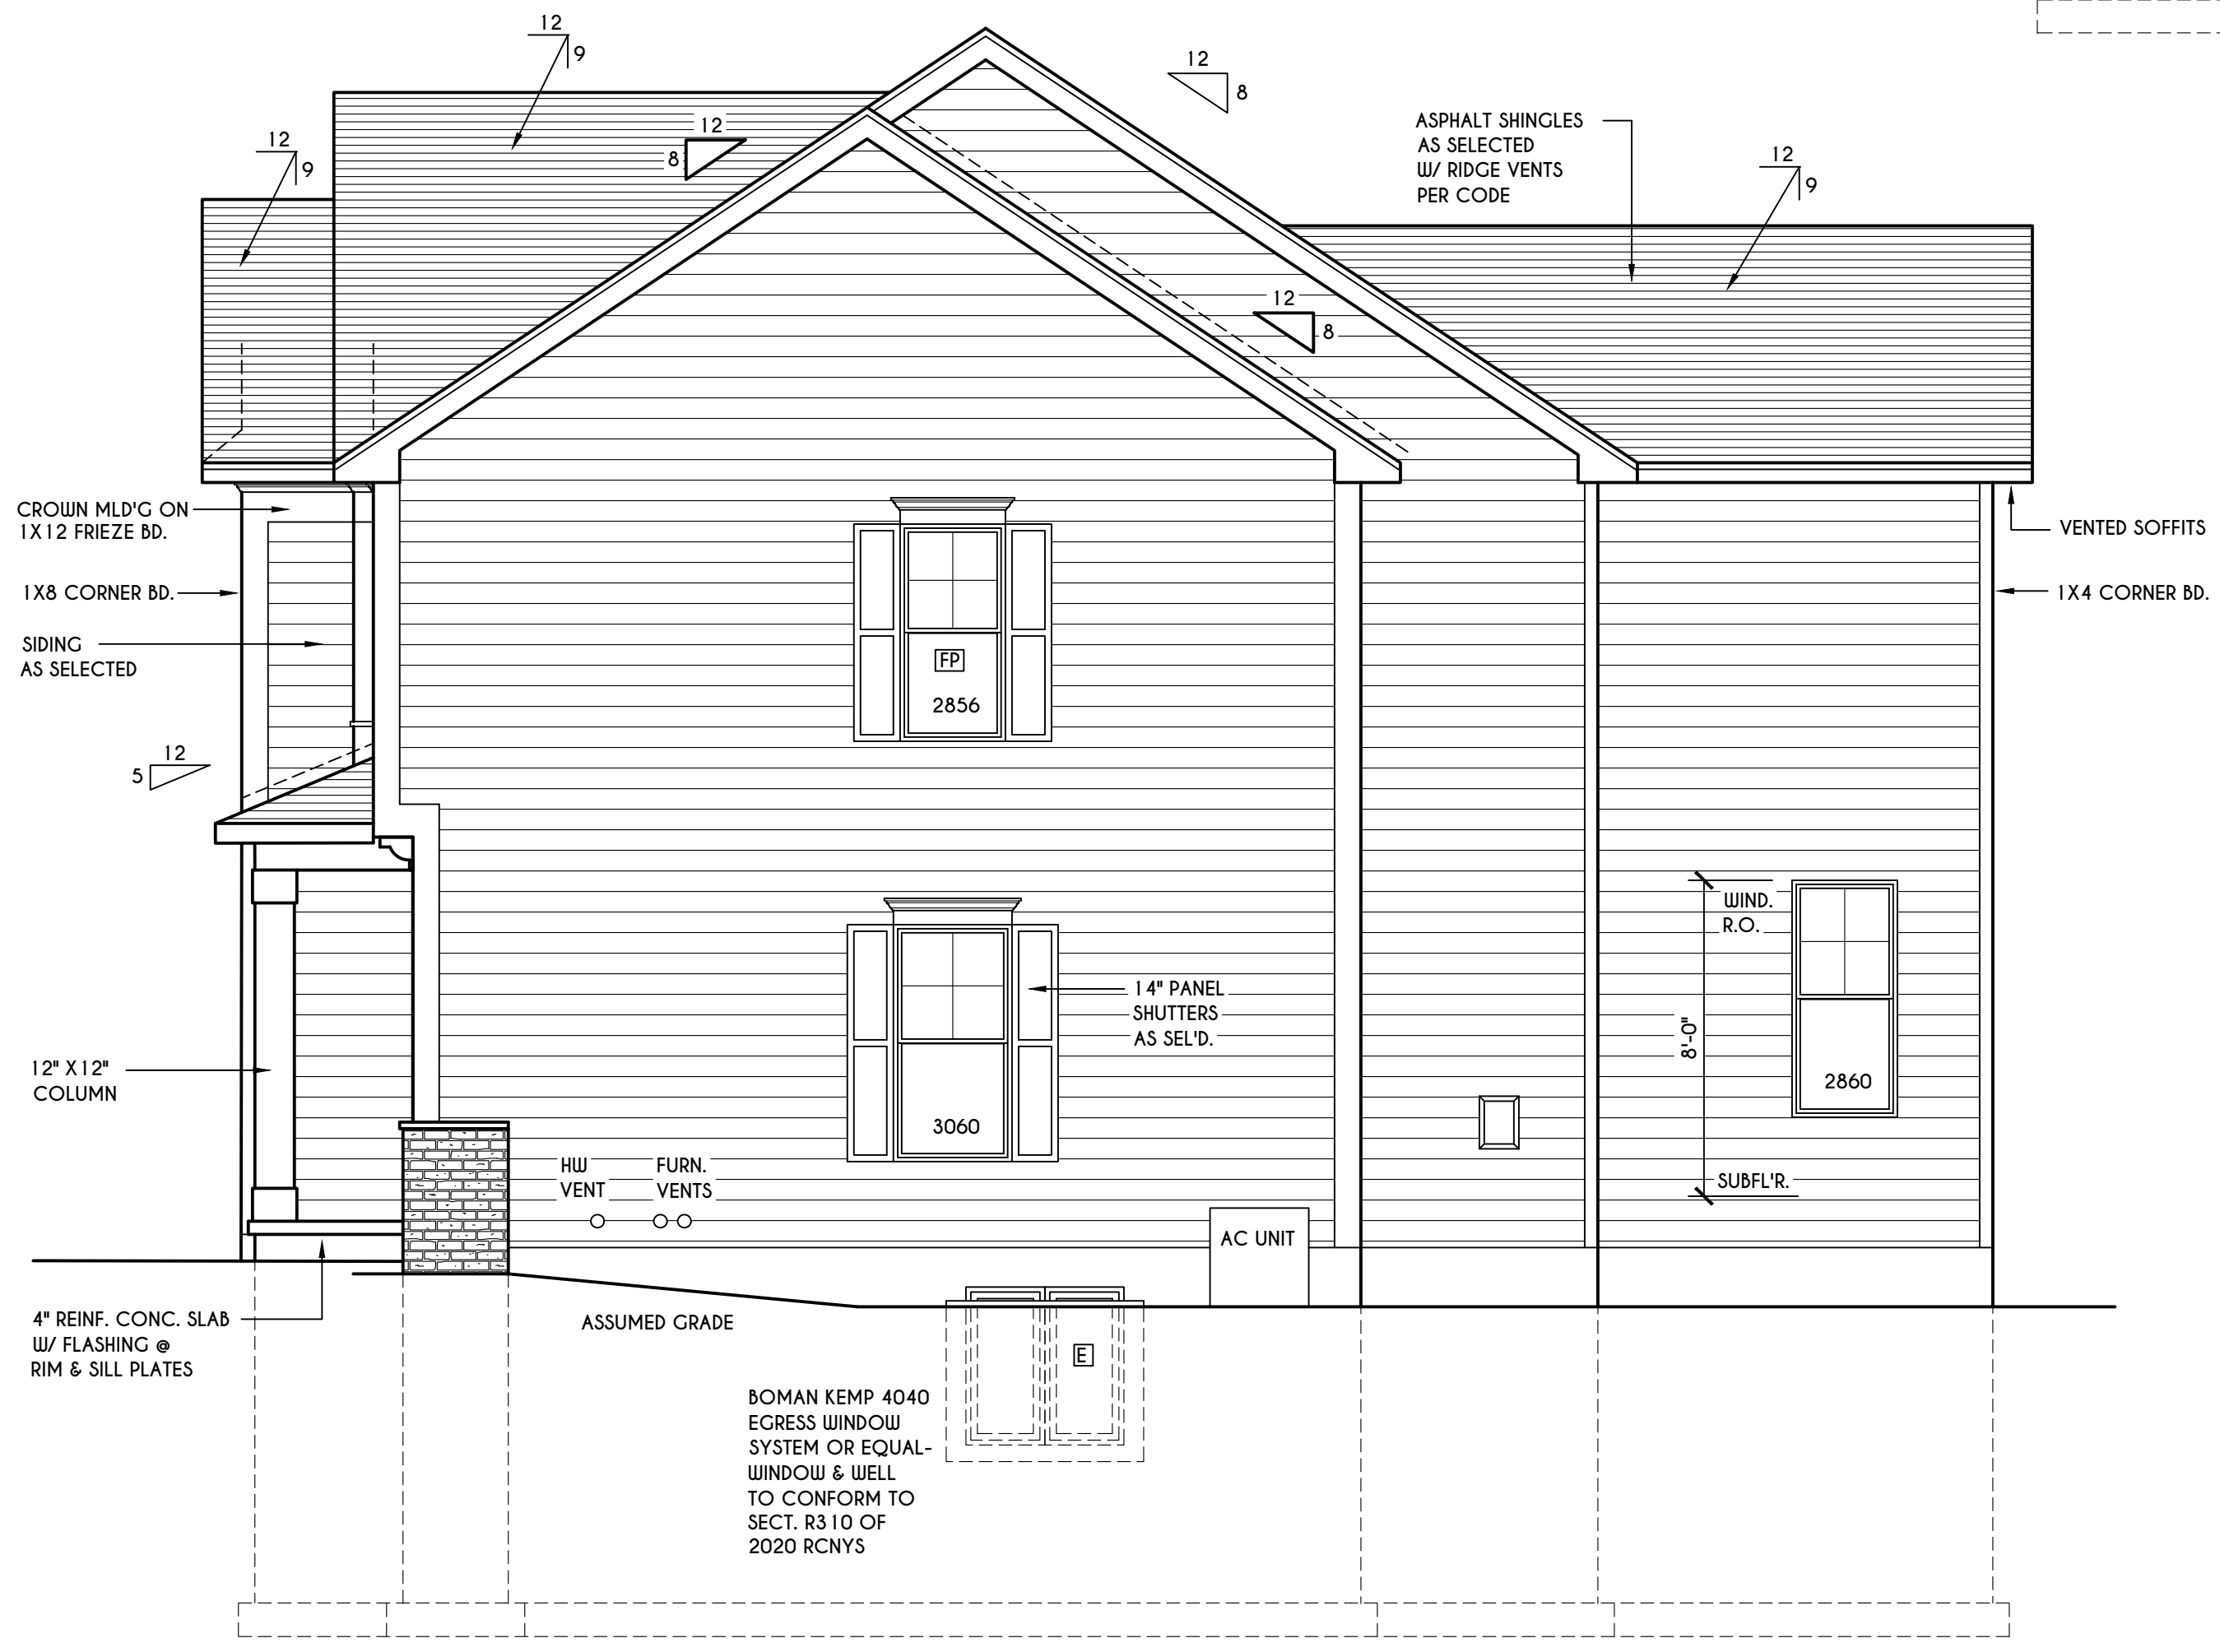 12
9
12
9
12
8
12
8
ASPHALT SHINGLES
AS SELECTED
W/ RIDGE VENTS
PER CODE
12
9
12
8
CROWN MLD'G ON
1X12 FRIEZE BD.
VENTED SOFFITS
1X8 CORNER BD.
1X4 CORNER BD.
SIDING
AS SELECTED
FP
2856
12
5
WIND.
R.O.
8'-0"
2860
SUBFL'R.
14" PANEL
SHUTTERS
AS SEL'D.
3060
12" X12"
COLUMN
HW
VENT
FURN.
VENTS
AC UNIT
4" REINF. CONC. SLAB
W/ FLASHING @
RIM & SILL PLATES
ASSUMED GRADE
E
BOMAN KEMP 4040
EGRESS WINDOW
SYSTEM OR EQUAL-
WINDOW & WELL
TO CONFORM TO
SECT. R310 OF
2020 RCNYS